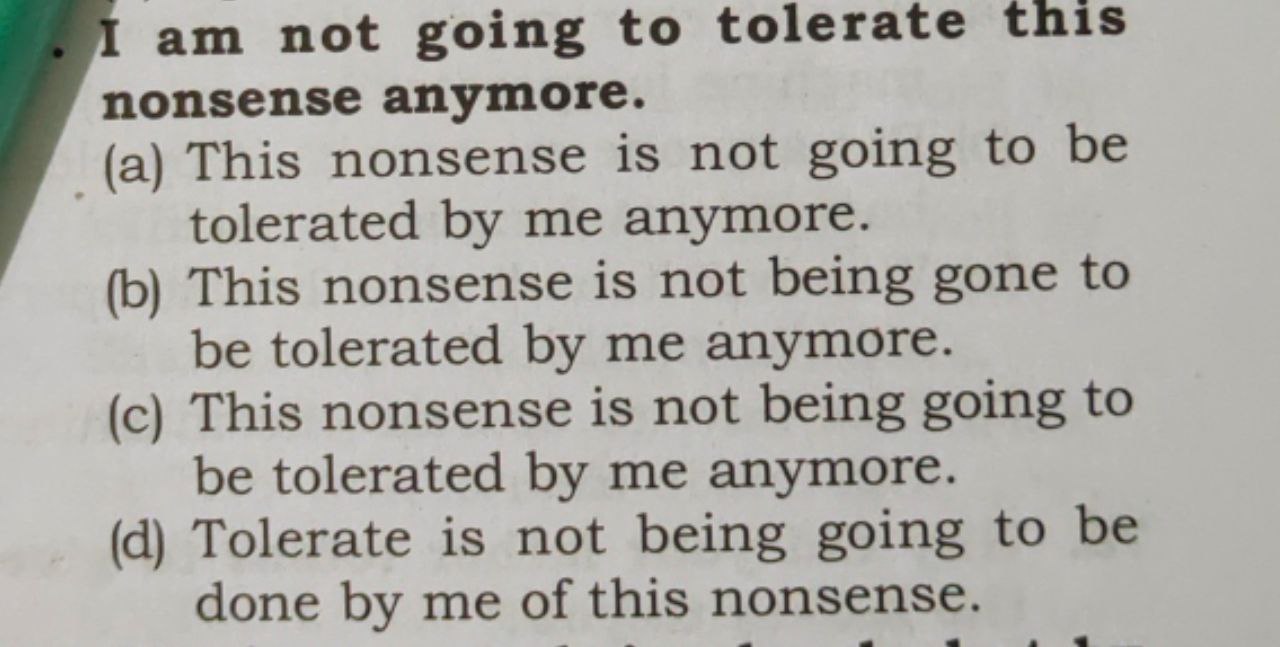 . I am not going to tolerate this
nonsense anymore.
(a) This nonsense is not going to be
tolerated by me anymore.
(b) This nonsense is not being gone to
be tolerated by me anymore.
(c) This nonsense is not being going to
be tolerated by me anymore.
(d) Tolerate is not being going to be
done by me of this nonsense.